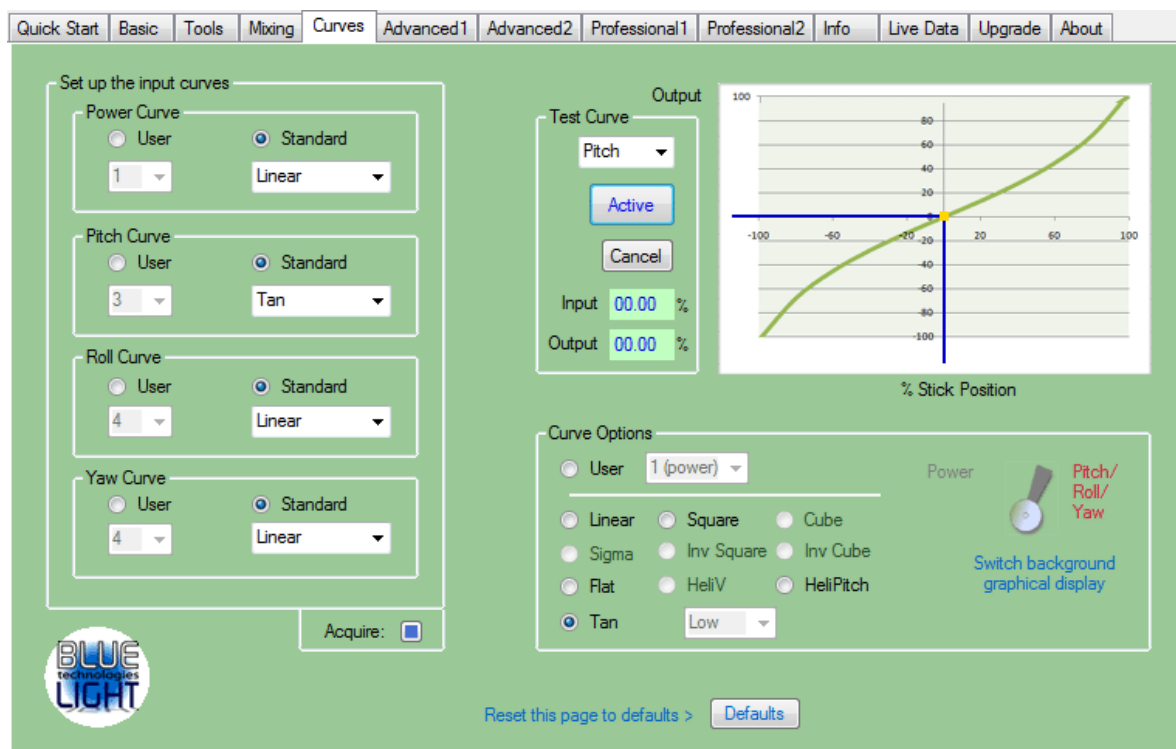 Quick Start Basic Tools Mixing Curves Advanced1 Advanced2 Professional1 Professional2 Info Live Data Upgrade About
Set up the input curves
Power Curve
User Standard
1 Linear
Pitch Curve
User Standard
3 Tan
Roll Curve
User Standard
4 Linear
Yaw Curve
User Standard
4 Linear
Acquire:
BLUE
technologies
LIGHT
Output
Test Curve
Pitch
Active
Cancel
Input 00.00 %
Output 00.00 %
100
80
60
40
20
0
-100 -60 -20 20 60 100
-20
-40
-60
-80
-100
% Stick Position
Curve Options
User 1 (power)
Linear Square Cube
Sigma Inv Square Inv Cube
Flat HeliV HeliPitch
Tan Low
Power
Pitch/
Roll/
Yaw
Switch background
graphical display
Reset this page to defaults > Defaults